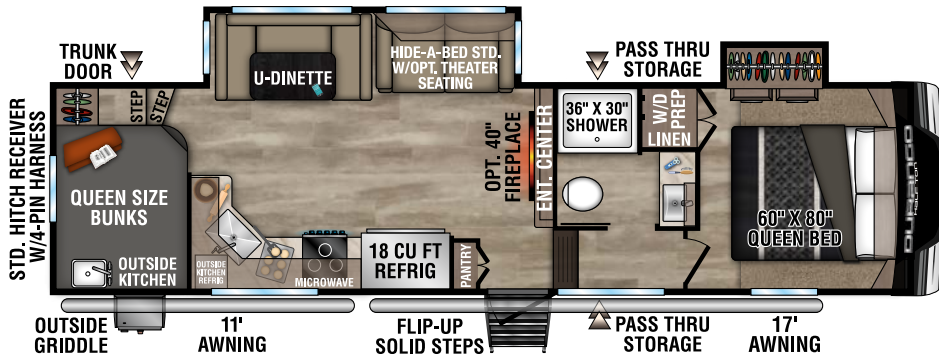 TRUNK
DOOR
U-DINETTE
HIDE-A-BED STD.
W/OPT. THEATER
SEATING
PASS THRU
STORAGE
STD. HITCH RECEIVER
W/4-PIN HARNESS
STEP
STEP
QUEEN SIZE
BUNKS
OUTSIDE
KITCHEN
OUTSIDE
KITCHEN
REFRIG
MICROWAVE
18 CU FT
REFRIG
PANTRY
OPT. 40"
FIREPLACE
ENT. CENTER
36" X 30"
SHOWER
W/D
PREP
LINEN
60" X 80"
QUEEN BED
DURANGO
HALF-TON
OUTSIDE
GRIDDLE
11'
AWNING
FLIP-UP
SOLID STEPS
PASS THRU
STORAGE
17'
AWNING